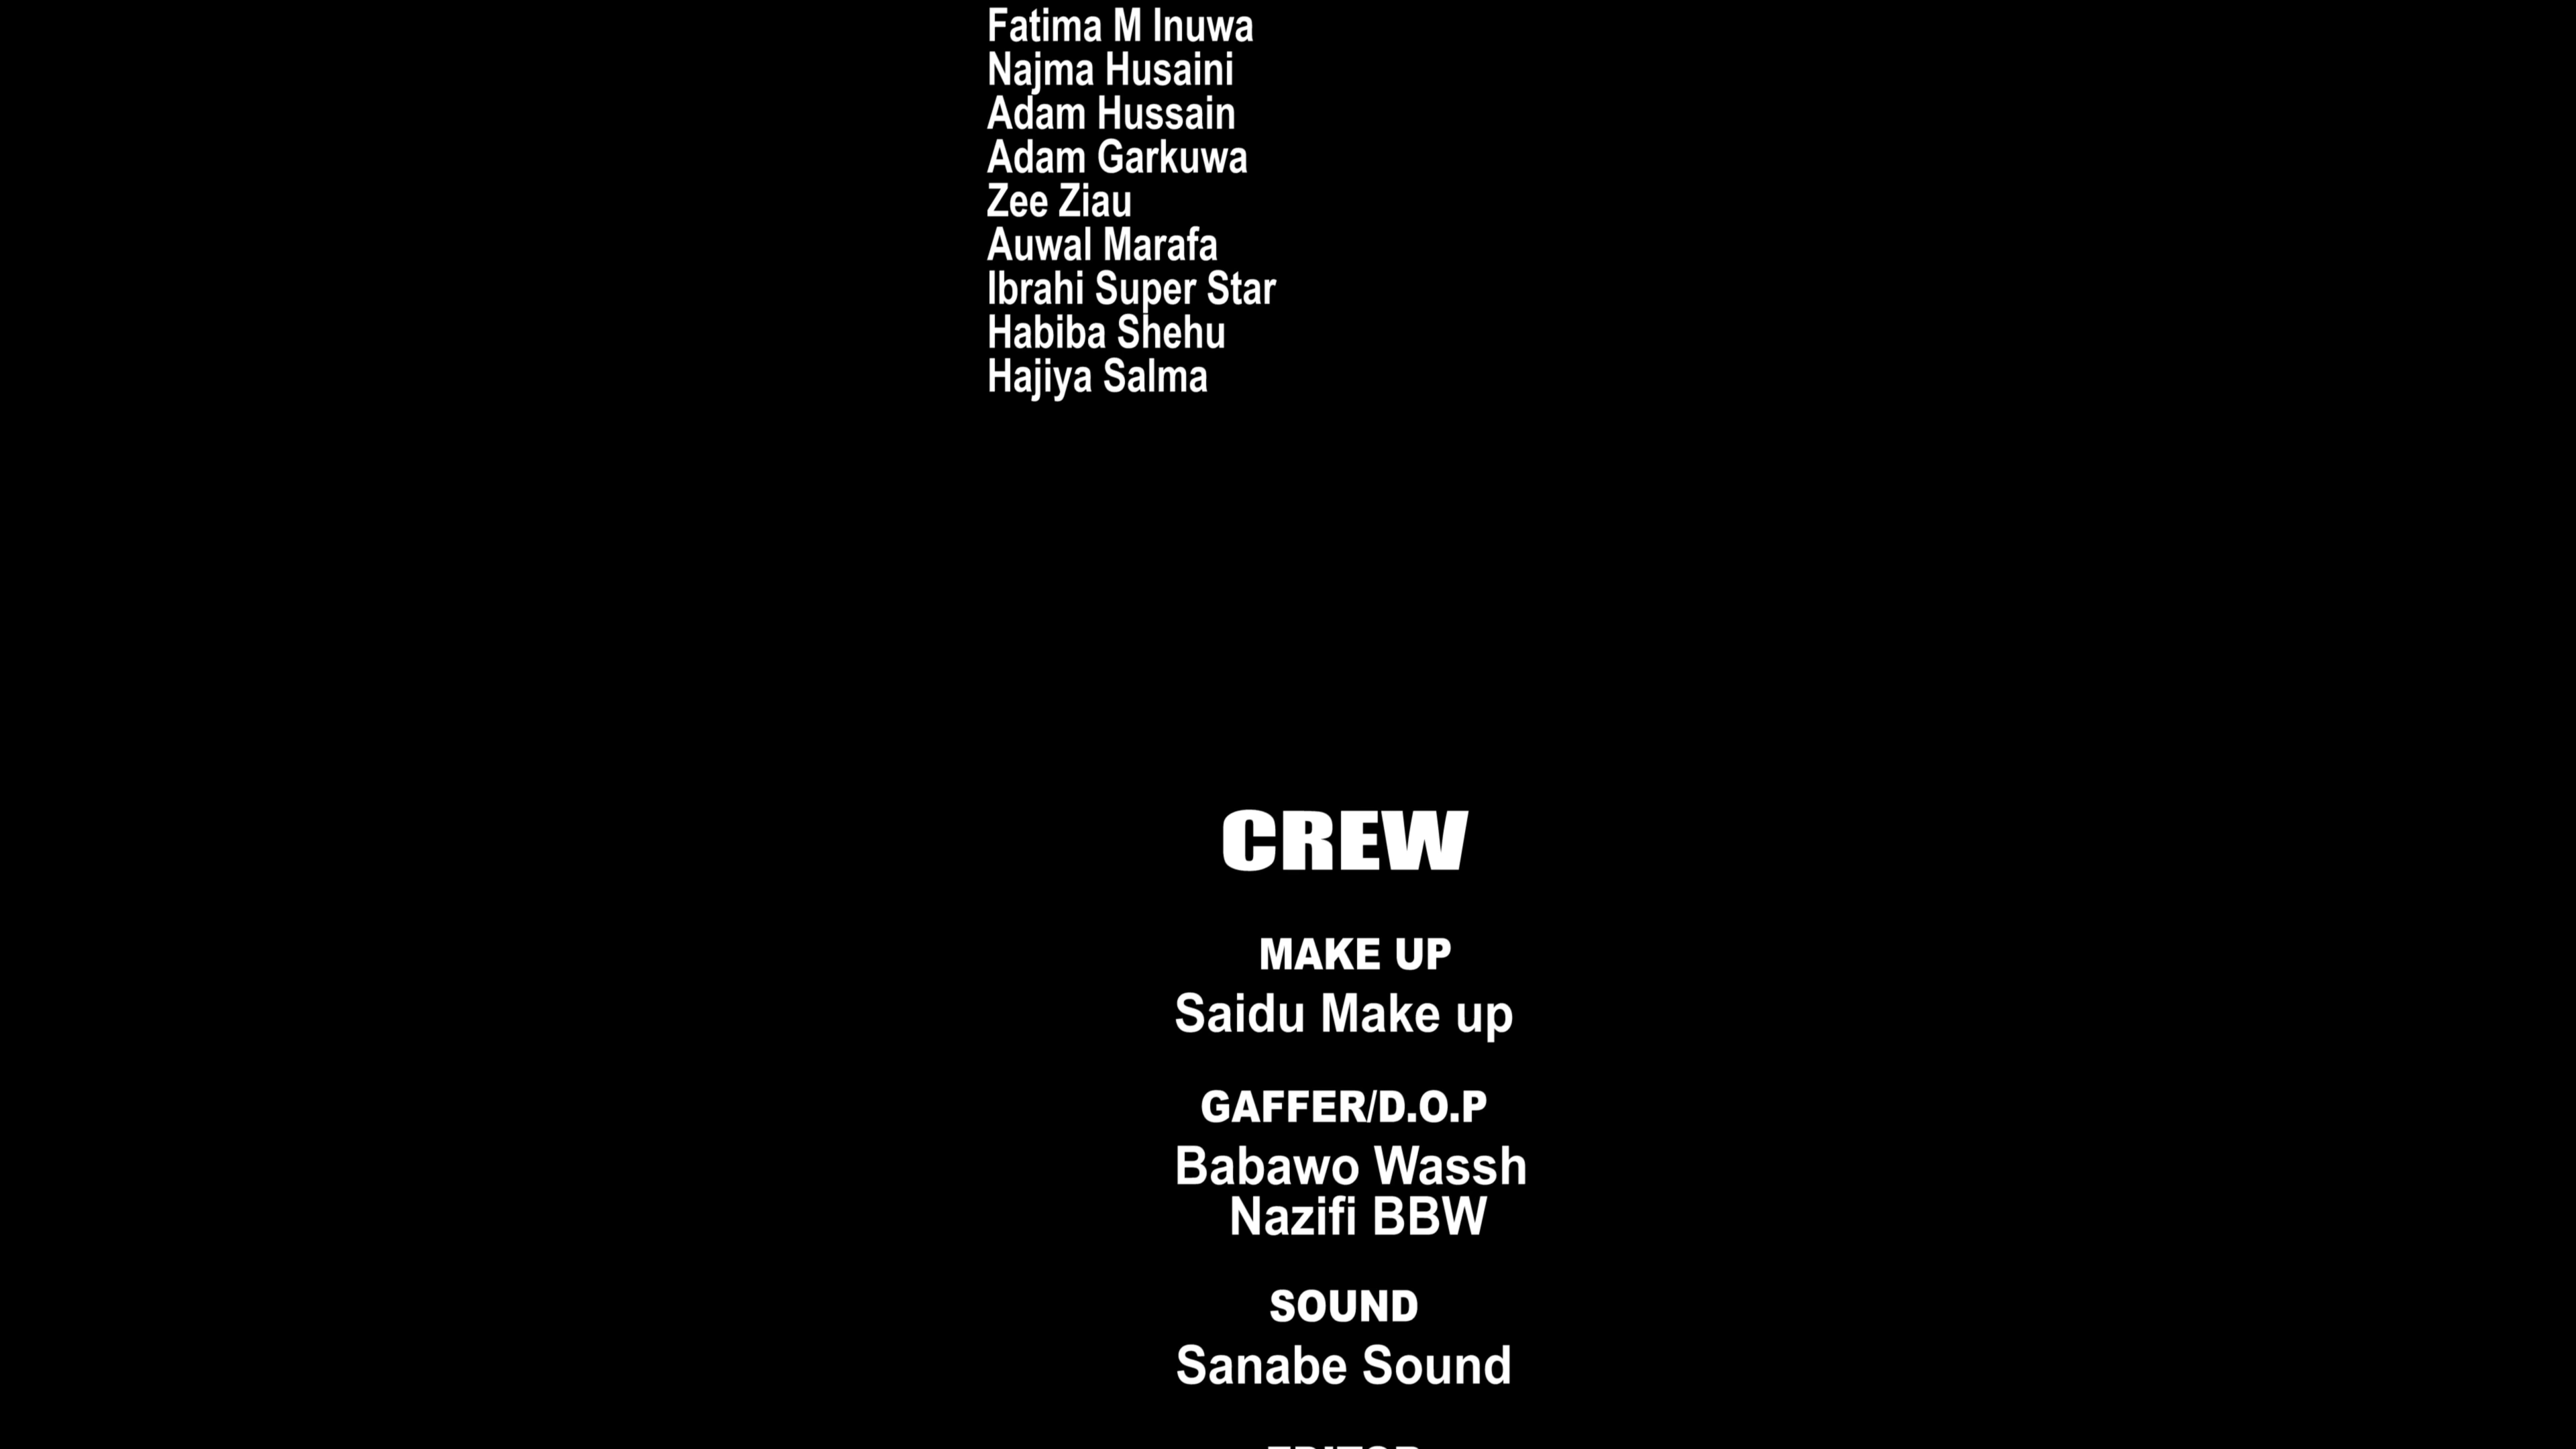 Fatima M Inuwa
Najma Husaini
Adam Hussain
Adam Garkuwa
Zee Ziau
Auwal Marafa
Ibrahi Super Star
Habiba Shehu
Hajiya Salma
CREW
MAKE UP
Saidu Make up
GAFFER/D.O.P
Babawo Wassh
Nazifi BBW
SOUND
Sanabe Sound